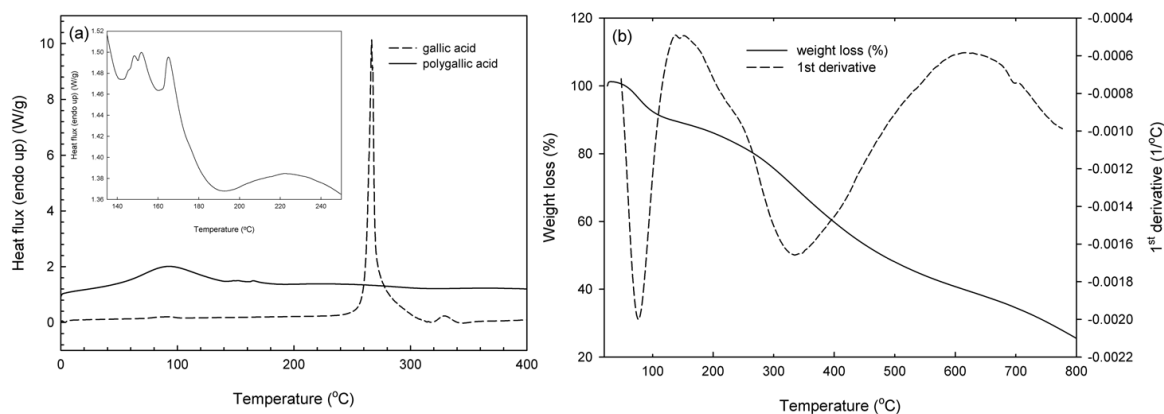 (a)
gallic acid
polygallic acid
Heat flux (endo up) (W/g)
10
8
6
4
2
0
0 100 200 300 400
Temperature (°C)
1.52
1.50
1.48
1.46
1.44
1.42
1.40
1.38
1.36
Heat flux (endo up) (W/g)
140 160 180 200 220 240
Temperature (ºC)
(b)
weight loss (%)
1st derivative
Weight loss (%)
120
100
80
60
40
20
100 200 300 400 500 600 700 800
Temperature (°C)
-0.0004
-0.0006
-0.0008
-0.0010
-0.0012
-0.0014
-0.0016
-0.0018
-0.0020
-0.0022
1st derivative (1/°C)